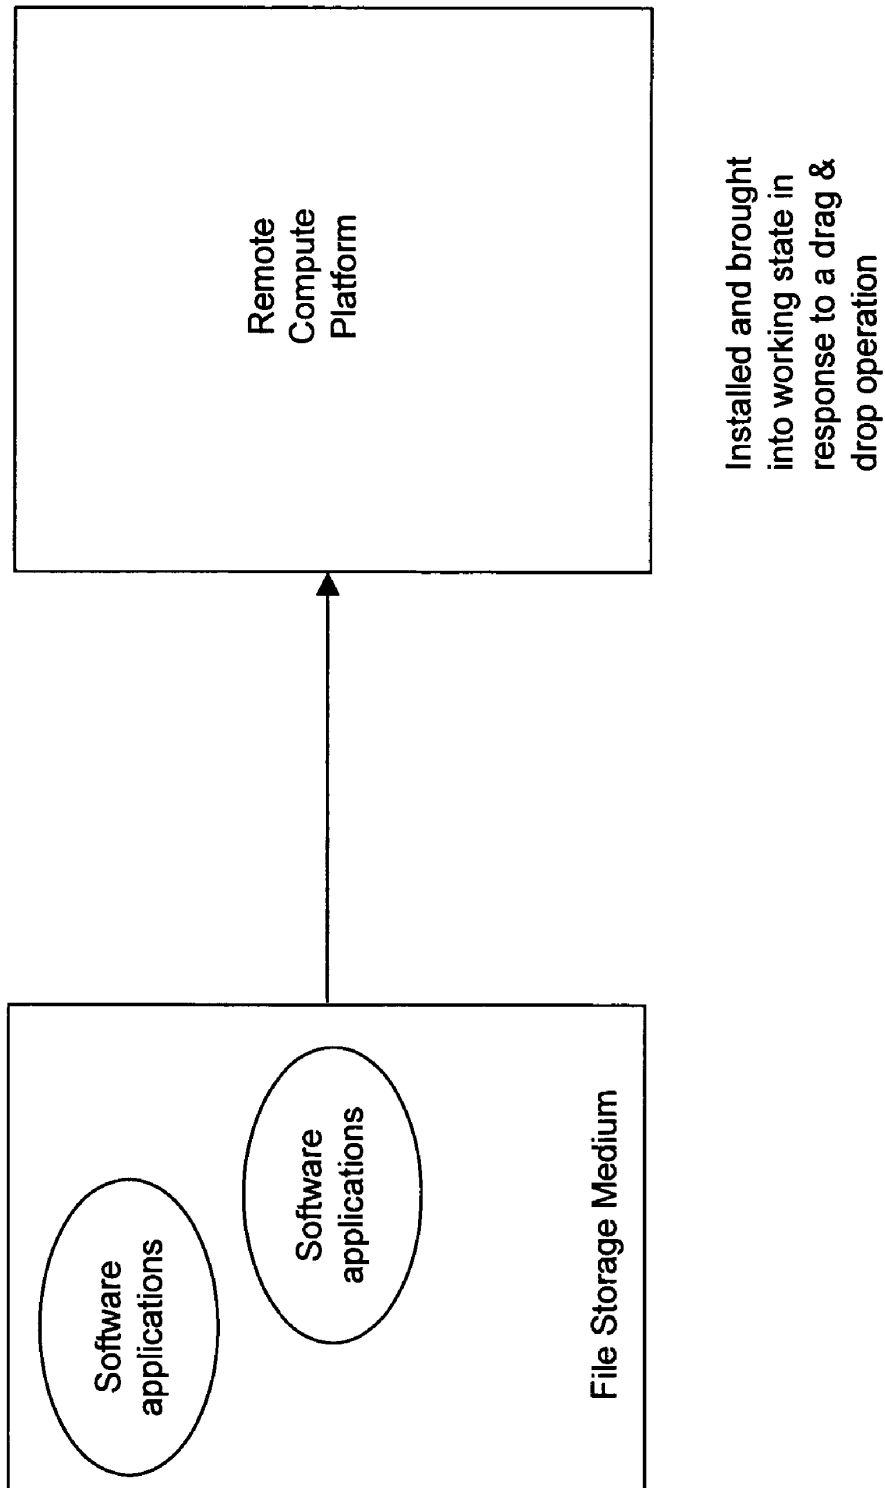 Software
applications
Software
applications
File Storage Medium
Remote
Compute
Platform
Installed and brought
into working state in
response to a drag &
drop operation